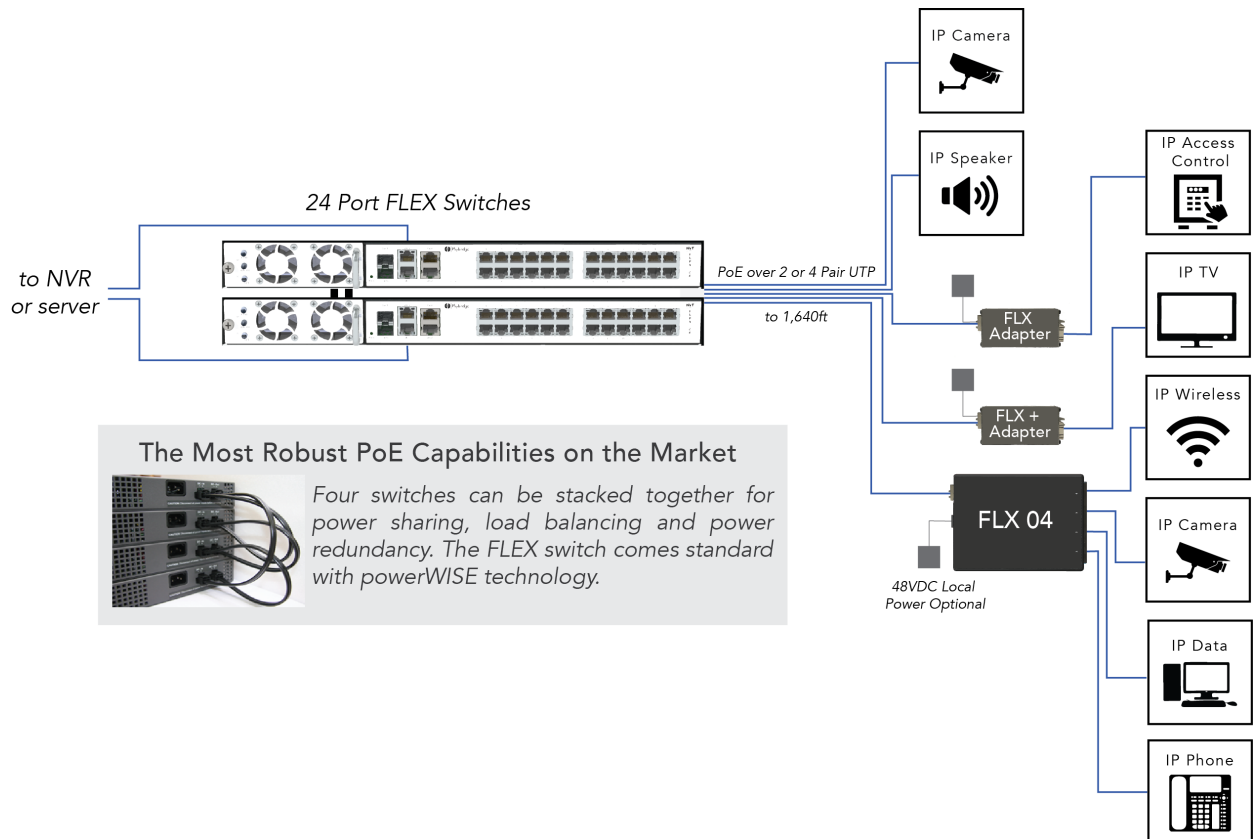 IP Camera
IP Speaker
IP Access
Control
24 Port FLEX Switches
to NVR
or server
PoE over 2 or 4 Pair UTP
to 1,640ft
IP TV
FLX
Adapter
IP Wireless
FLX +
Adapter
The Most Robust PoE Capabilities on the Market
Four switches can be stacked together for
power sharing, load balancing and power
redundancy. The FLEX switch comes standard
with powerWISE technology.
FLX 04
48VDC Local
Power Optional
IP Camera
IP Data
IP Phone